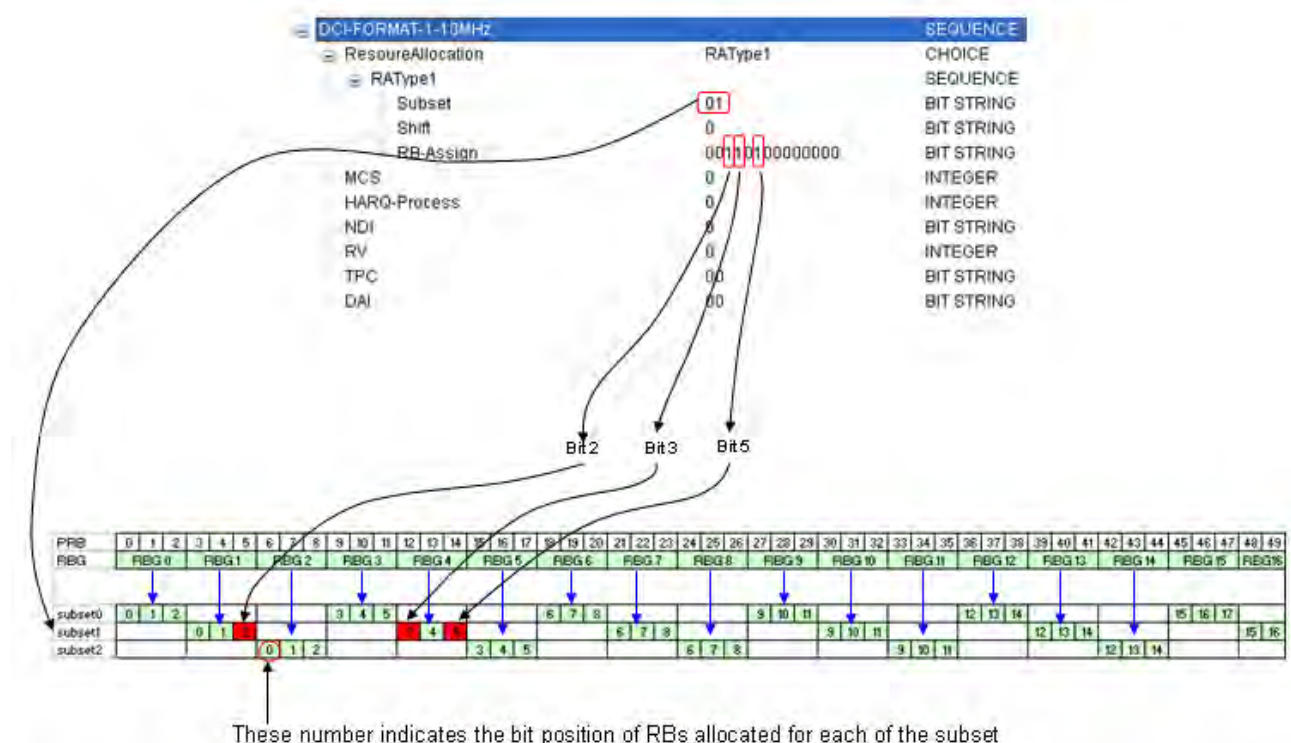 DCI-FORMAT-1-10MHz SEQUENCE
ResoureAllocation RAType1 CHOICE
RAType1 SEQUENCE
Subset 01 BIT STRING
Shift 0 BIT STRING
RB-Assign 00110100000000 BIT STRING
MCS 0 INTEGER
HARQ-Process 0 INTEGER
NDI 0 BIT STRING
RV 0 INTEGER
TPC 00 BIT STRING
DAI 00 BIT STRING
Bit2 Bit3 Bit5
PRB 0 1 2 3 4 5 6 7 8 9 10 11 12 13 14 15 16 17 18 19 20 21 22 23 24 25 26 27 28 29 30 31 32 33 34 35 36 37 38 39 40 41 42 43 44 45 46 47 48 49
RBG RBG 0 RBG 1 RBG 2 RBG 3 RBG 4 RBG 5 RBG 6 RBG 7 RBG 8 RBG 9 RBG 10 RBG 11 RBG 12 RBG 13 RBG 14 RBG 15 RBG16
subset0 0 1 2 3 4 5 6 7 8 9 10 11 12 13 14 15 16 17
subset1 0 1 4 6 7 8 9 10 11 12 13 14 15 16
subset2 0 1 2 3 4 5 6 7 8 9 10 11 12 13 14
These number indicates the bit position of RBs allocated for each of the subset